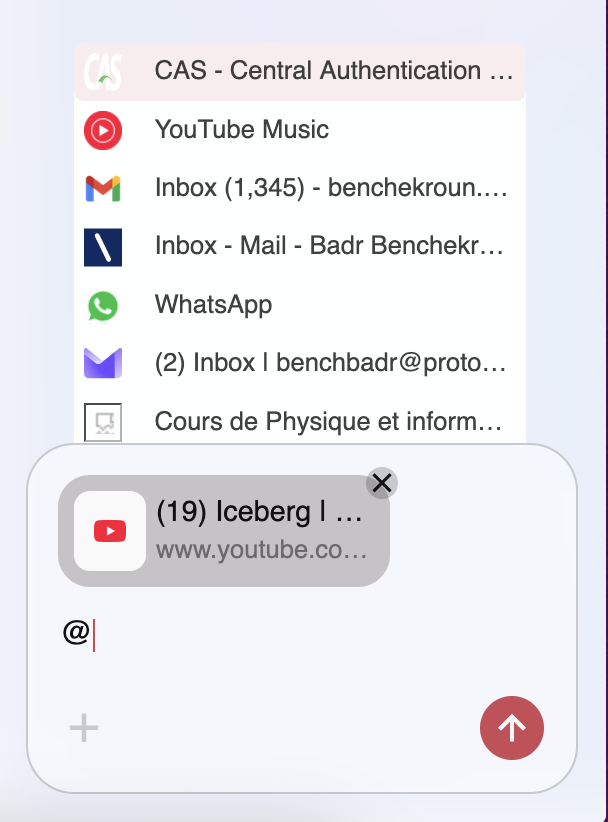 CAS
CAS - Central Authentication ...
YouTube Music
Inbox (1,345) - benchekroun....
Inbox - Mail - Badr Benchekr...
WhatsApp
(2) Inbox | benchbadr@proto...
Cours de Physique et inform...
(19) Iceberg | ...
www.youtube.co...
@